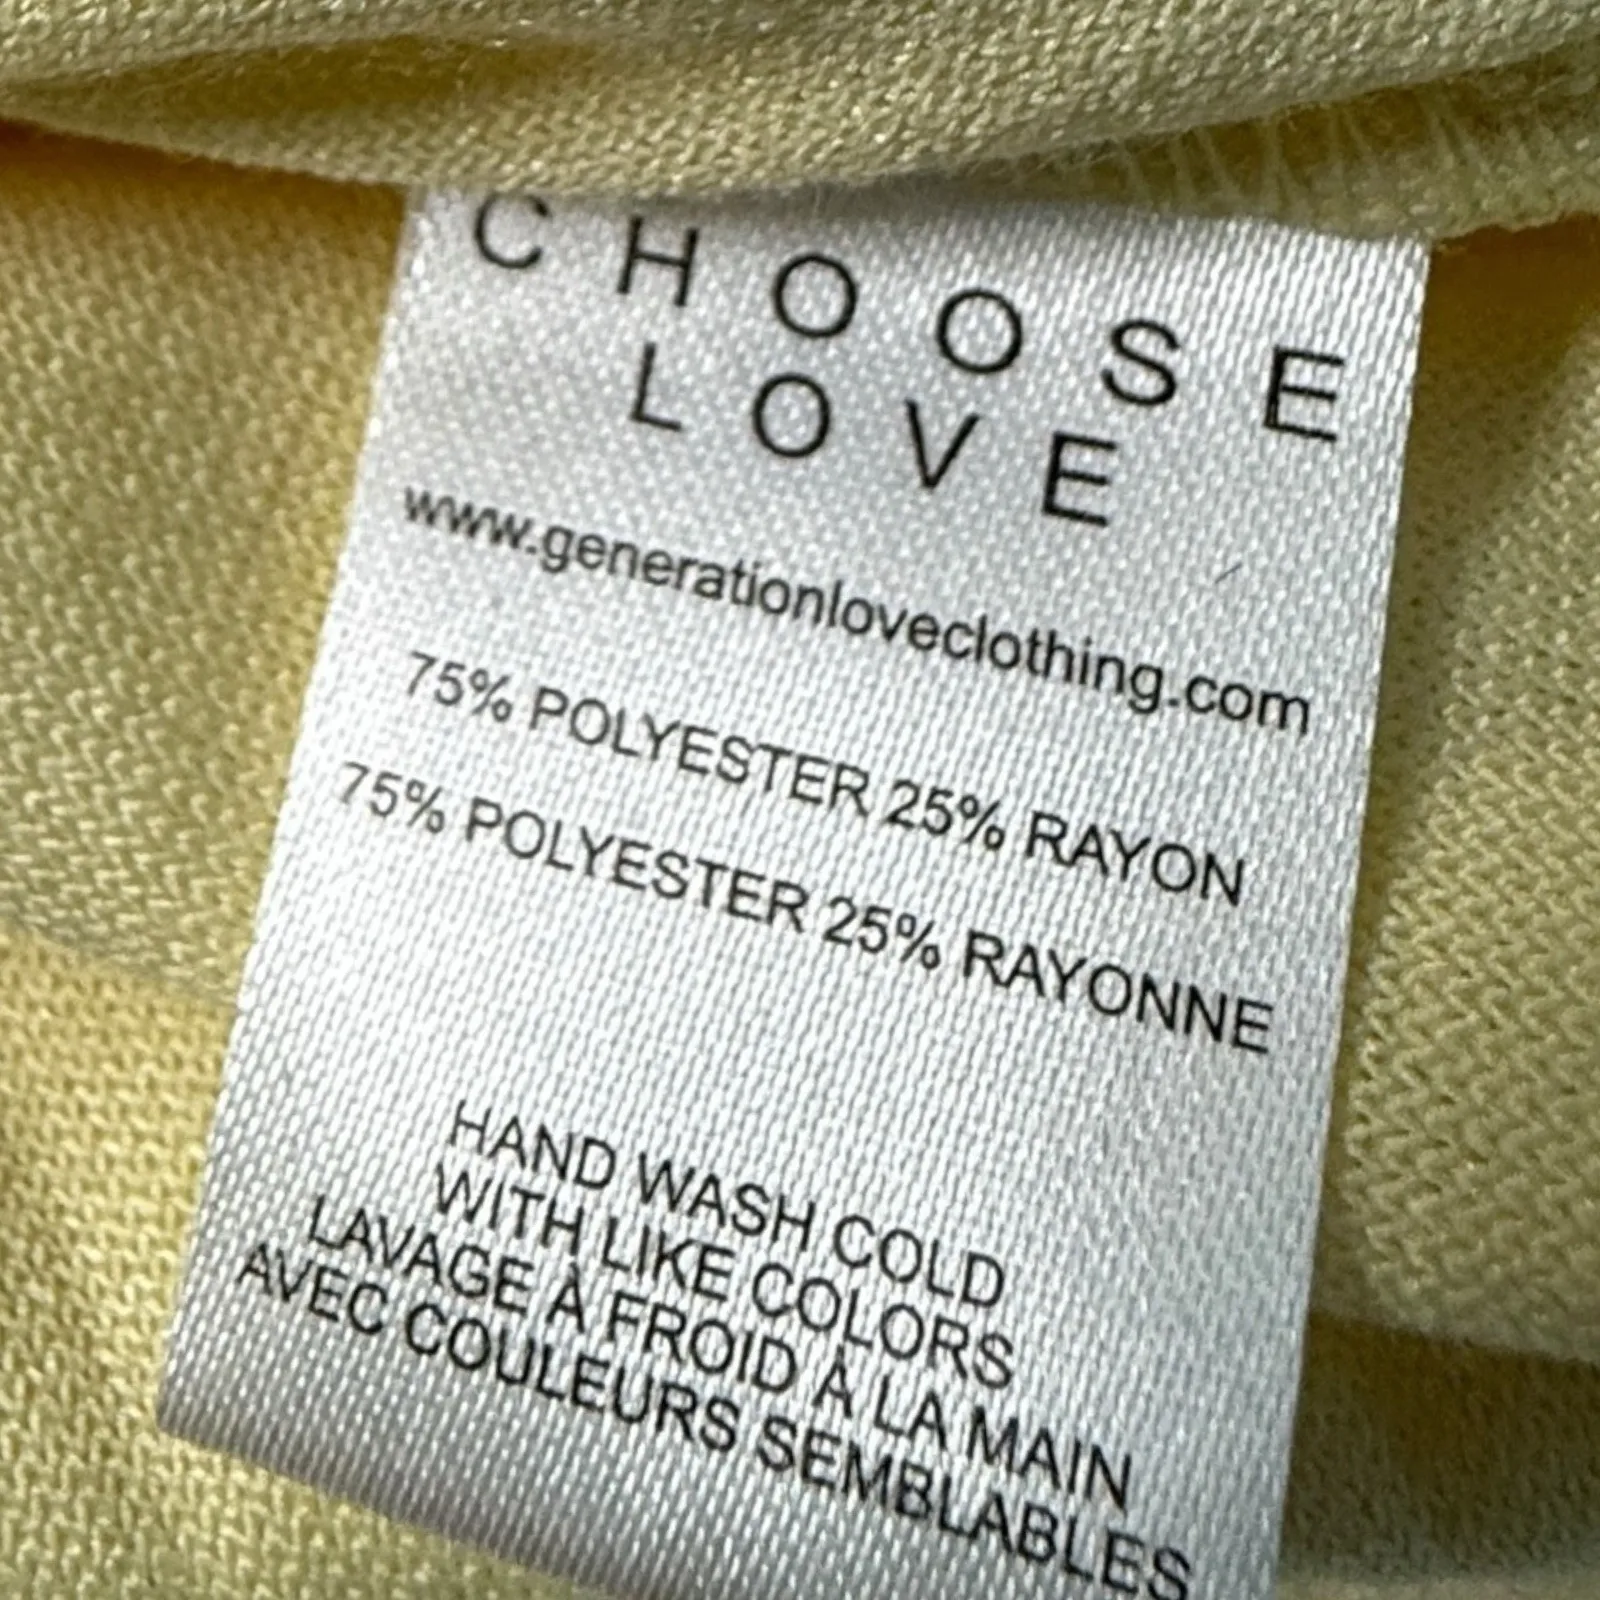 CHOOSE
LOVE
www.generationloveclothing.com
75% POLYESTER 25% RAYON
75% POLYESTER 25% RAYONNE
HAND WASH COLD
WITH LIKE COLORS
LAVAGE À FROID À LA MAIN
AVEC COULEURS SEMBLABLES